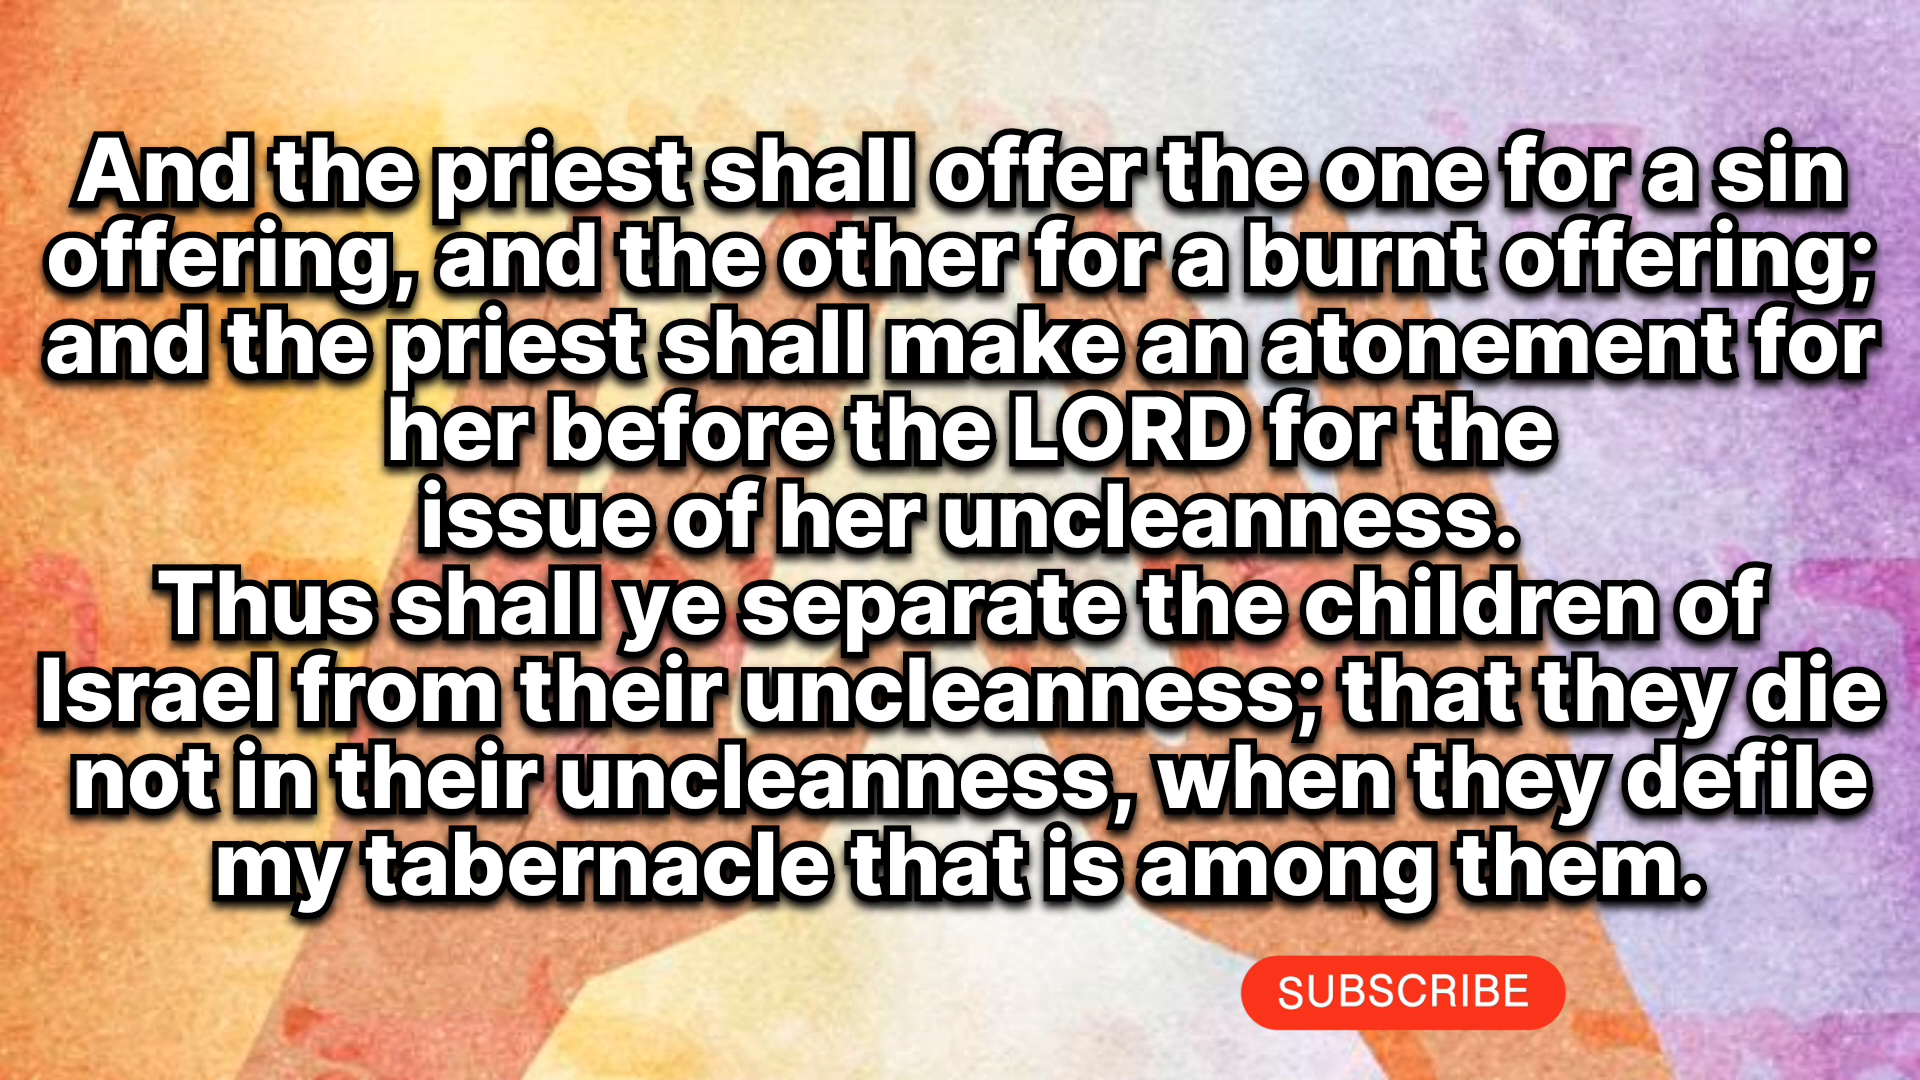 And the priest shall offer the one for a sin
offering, and the other for a burnt offering;
and the priest shall make an atonement for
her before the LORD for the
issue of her uncleanness.
Thus shall ye separate the children of
Israel from their uncleanness; that they die
not in their uncleanness, when they defile
my tabernacle that is among them.
SUBSCRIBE